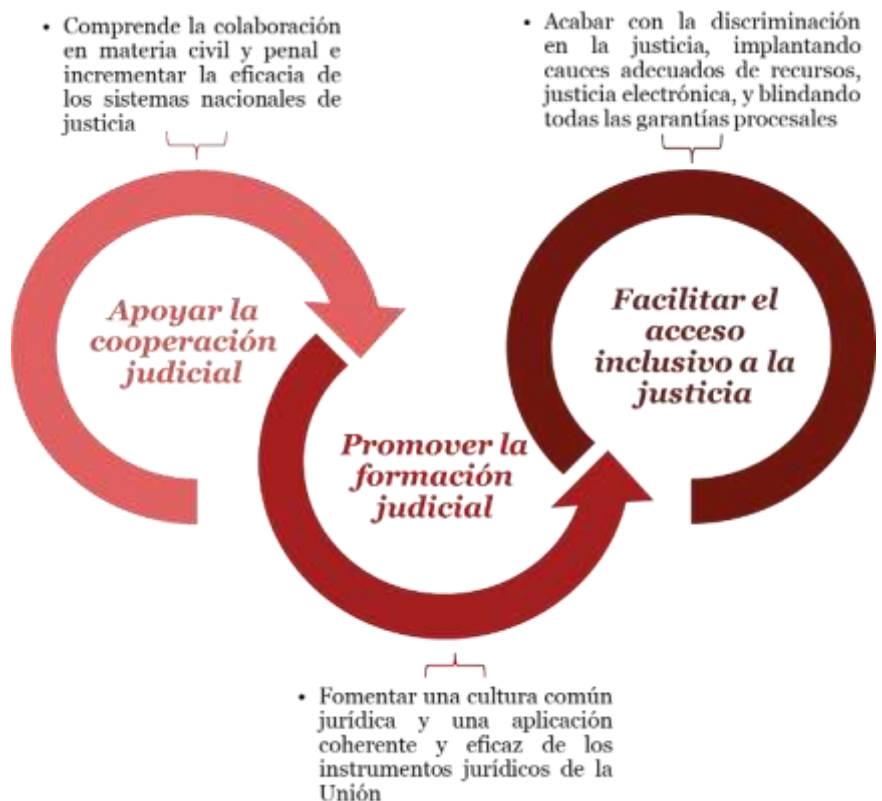 • Comprende la colaboración
en materia civil y penal e
incrementar la eficacia de
los sistemas nacionales de
justicia
• Acabar con la discriminación
en la justicia, implantando
cauces adecuados de recursos,
justicia electrónica, y blindando
todas las garantías procesales
Apoyar la
cooperación
judicial
Promover la
formación
judicial
Facilitar el
acceso
inclusivo a la
justicia
• Fomentar una cultura común
jurídica y una aplicación
coherente y eficaz de los
instrumentos jurídicos de la
Unión